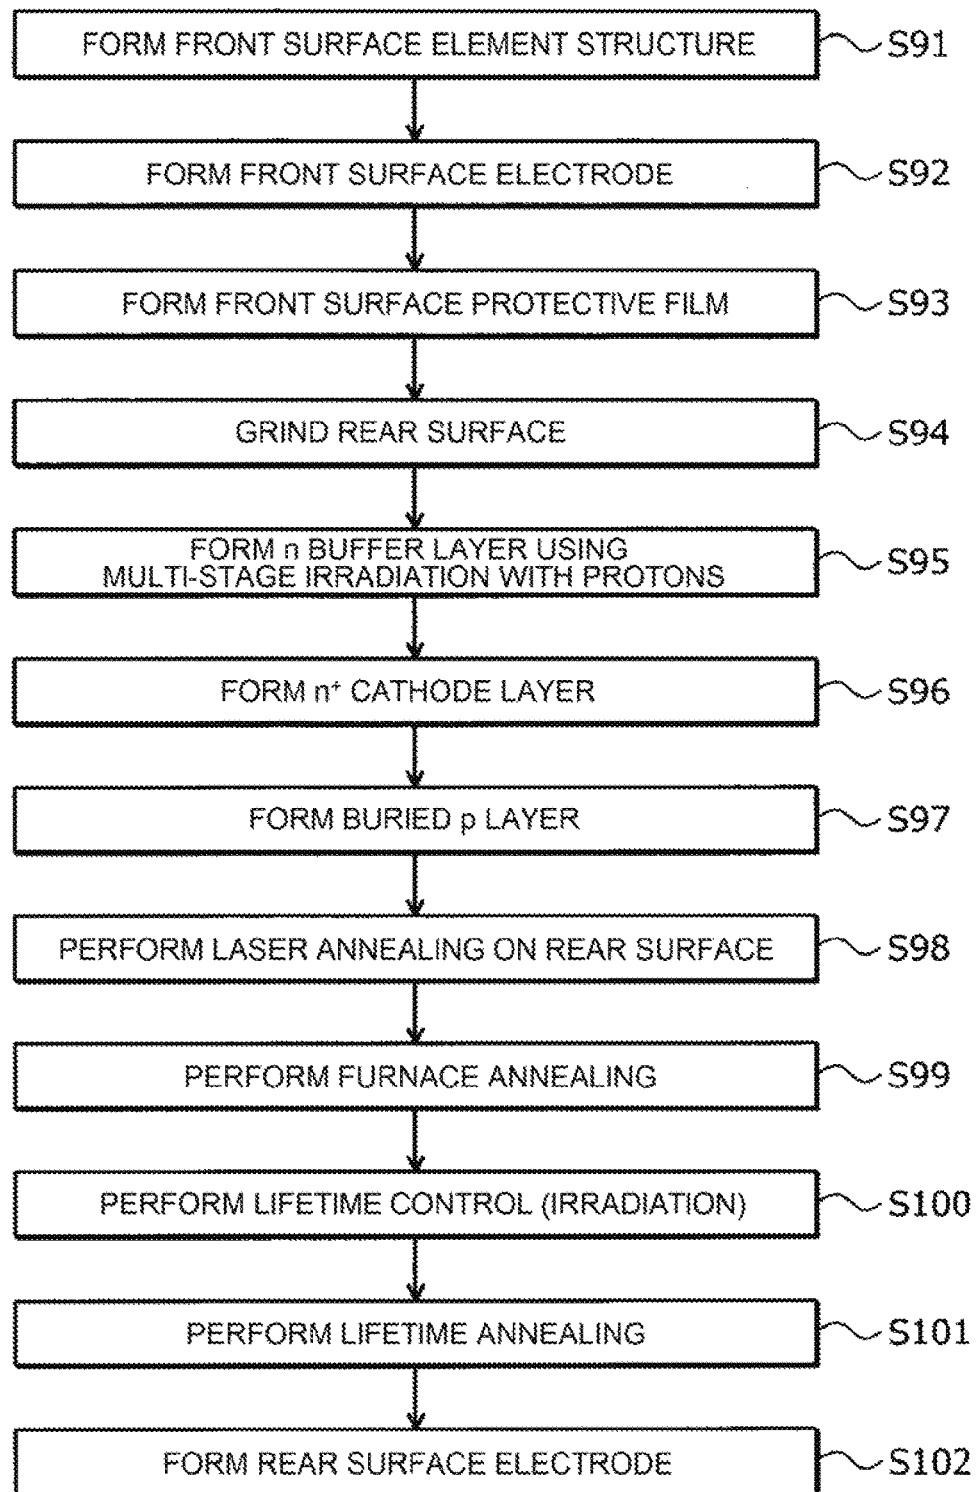 FORM FRONT SURFACE ELEMENT STRUCTURE S91
FORM FRONT SURFACE ELECTRODE S92
FORM FRONT SURFACE PROTECTIVE FILM S93
GRIND REAR SURFACE S94
FORM n BUFFER LAYER USING
MULTI-STAGE IRRADIATION WITH PROTONS S95
FORM n⁺ CATHODE LAYER S96
FORM BURIED p LAYER S97
PERFORM LASER ANNEALING ON REAR SURFACE S98
PERFORM FURNACE ANNEALING S99
PERFORM LIFETIME CONTROL (IRRADIATION) S100
PERFORM LIFETIME ANNEALING S101
FORM REAR SURFACE ELECTRODE S102